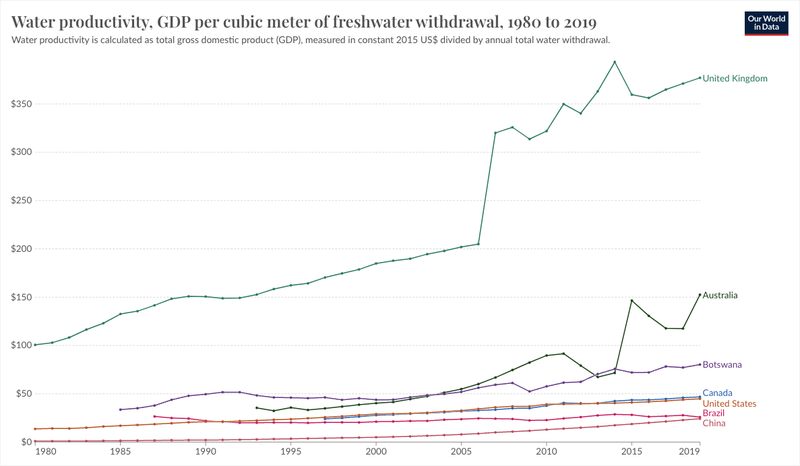 Water productivity, GDP per cubic meter of freshwater withdrawal, 1980 to 2019
Our World
in Data
Water productivity is calculated as total gross domestic product (GDP), measured in constant 2015 US$ divided by annual total water withdrawal.
$350
$300
$250
$200
$150
$100
$50
$0
United Kingdom
Australia
Botswana
Canada
United States
Brazil
China
1980
1985
1990
1995
2000
2005
2010
2015
2019